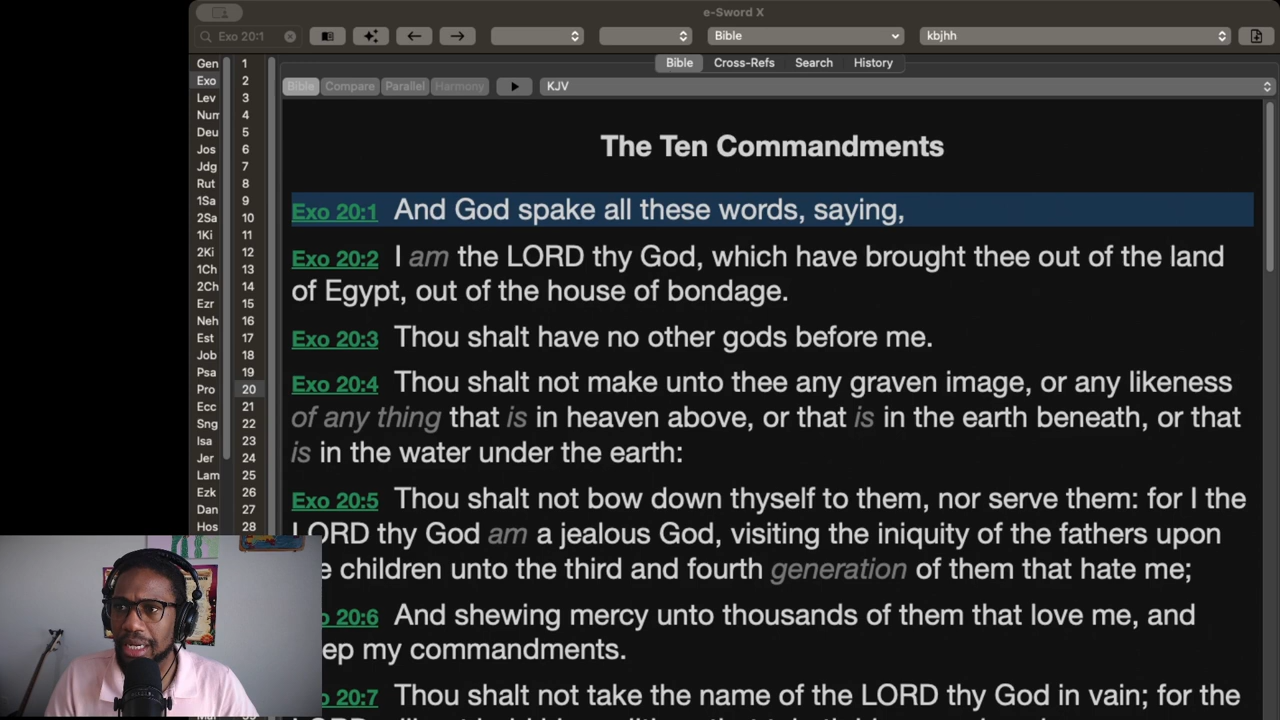 e-Sword X
Exo 20:1
Bible
kbjhh
Bible
Cross-Refs
Search
History
Bible
Compare
Parallel
Harmony
KJV
Gen
Exo
Lev
Num
Deu
Jos
Jdg
Rut
1Sa
2Sa
1Ki
2Ki
1Ch
2Ch
Ezr
Neh
Est
Job
Psa
Pro
Ecc
Sng
Isa
Jer
Lam
Ezk
Dan
Hos
1
2
3
4
5
6
7
8
9
10
11
12
13
14
15
16
17
18
19
20
21
22
23
24
25
26
27
28
The Ten Commandments
Exo 20:1 And God spake all these words, saying,
Exo 20:2 I am the LORD thy God, which have brought thee out of the land
of Egypt, out of the house of bondage.
Exo 20:3 Thou shalt have no other gods before me.
Exo 20:4 Thou shalt not make unto thee any graven image, or any likeness
of any thing that is in heaven above, or that is in the earth beneath, or that
is in the water under the earth:
Exo 20:5 Thou shalt not bow down thyself to them, nor serve them: for I the
LORD thy God am a jealous God, visiting the iniquity of the fathers upon
children unto the third and fourth generation of them that hate me;
20:6 And shewing mercy unto thousands of them that love me, and
ep my commandments.
20:7 Thou shalt not take the name of the LORD thy God in vain; for the